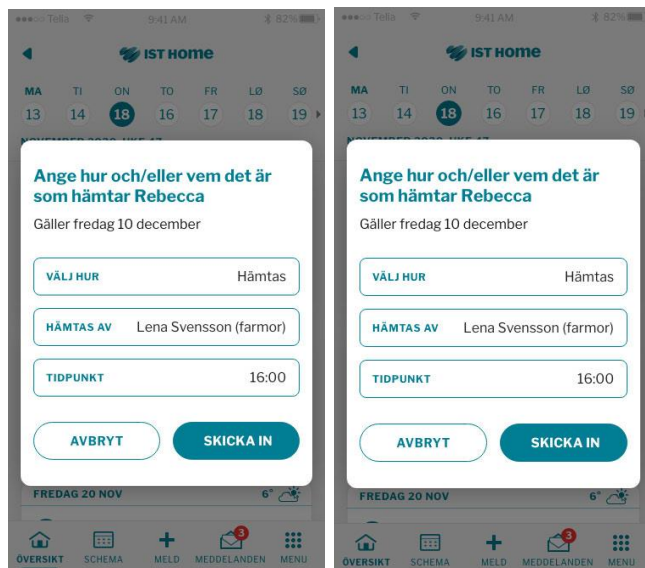 Tella 9:41 AM 82%
IST Home
MA TI ON TO FR LØ SØ
13 14 18 16 17 18 19
NOVEMBER 2020, UKE 47
Ange hur och/eller vem det är
som hämtar Rebecca
Gäller fredag 10 december
VÄLJ HUR Hämtas
HÄMTAS AV Lena Svensson (farmor)
TIDPUNKT 16:00
AVBRYT SKICKA IN
FREDAG 20 NOV 6°
3
ÖVERSIKT SCHEMA MELD MEDDELANDEN MENU
Tella 9:41 AM 82%
IST Home
MA TI ON TO FR LØ SØ
13 14 18 16 17 18 19
Ange hur och/eller vem det är
som hämtar Rebecca
Gäller fredag 10 december
VÄLJ HUR Hämtas
HÄMTAS AV Lena Svensson (farmor)
TIDPUNKT 16:00
AVBRYT SKICKA IN
FREDAG 20 NOV 6°
3
ÖVERSIKT SCHEMA MELD MEDDELANDEN MENU